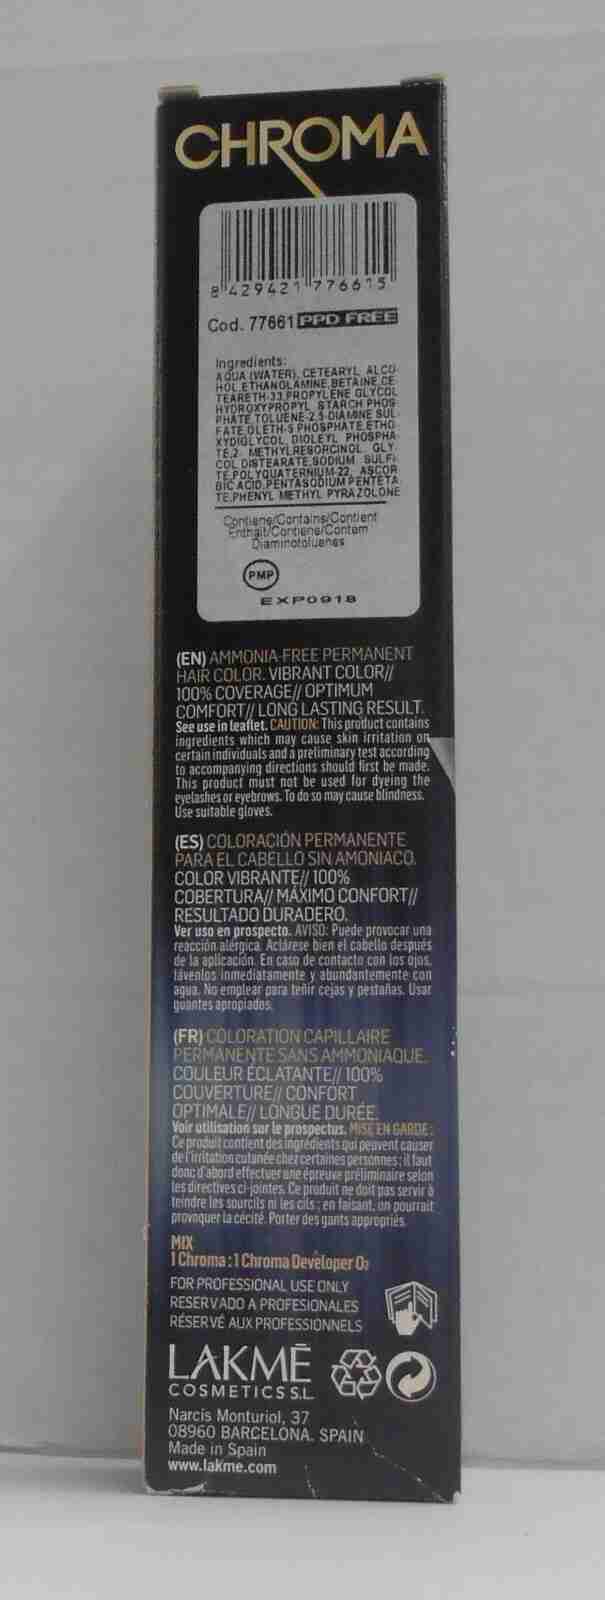 CHROMA
8 429421 776615
Cod. 77661 PPD FREE
Ingredients:
AQUA (WATER), CETEARYL ALCO
HOL,ETHANOLAMINE,BETAINE,CE
TEARETH-33,PROPYLENE GLYCOL
HYDROXYPROPYL STARCH PHOS
PHATE,TOLUENE-2,5-DIAMINE SUL
FATE,OLETH-5 PHOSPHATE,ETHO
XYDIGLYCOL, DIOLEYL PHOSPHA
TE,2- METHYLRESORCINOL, GLY
COL DISTEARATE,SODIUM SULFI
TE,POLYQUATERNIUM-22, ASCOR
BIC ACID,PENTASODIUM PENTETA
TE,PHENYL METHYL PYRAZOLONE
Contiene/Contains/Contient
Enthält/Contiene/Contém
Diaminotoluenes
PMP
EXP0918
(EN) AMMONIA-FREE PERMANENT
HAIR COLOR. VIBRANT COLOR//
100% COVERAGE// OPTIMUM
COMFORT// LONG LASTING RESULT.
See use in leaflet. CAUTION: This product contains
ingredients which may cause skin irritation on
certain individuals and a preliminary test according
to accompanying directions should first be made.
This product must not be used for dyeing the
eyelashes or eyebrows. To do so may cause blindness.
Use suitable gloves.
(ES) COLORACIÓN PERMANENTE
PARA EL CABELLO SIN AMONIACO.
COLOR VIBRANTE// 100%
COBERTURA// MÁXIMO CONFORT//
RESULTADO DURADERO.
Ver uso en prospecto. AVISO: Puede provocar una
reacción alérgica. Aclárese bien el cabello después
de la aplicación. En caso de contacto con los ojos,
lávenlos inmediatamente y abundantemente con
agua. No emplear para teñir cejas y pestañas. Usar
guantes apropiados.
(FR) COLORATION CAPILLAIRE
PERMANENTE SANS AMMONIAQUE.
COULEUR ÉCLATANTE// 100%
COUVERTURE// CONFORT
OPTIMALE// LONGUE DURÉE.
Voir utilisation sur le prospectus. MISE EN GARDE :
Ce produit contient des ingrédients qui peuvent causer
de l'irritation cutanée chez certaines personnes ; il faut
donc d'abord effectuer une épreuve préliminaire selon
les directives ci-jointes. Ce produit ne doit pas servir à
teindre les sourcils ni les cils ; en faisant, on pourrait
provoquer la cécité. Porter des gants appropriés.
MIX
1 Chroma : 1 Chroma Developer O2
FOR PROFESSIONAL USE ONLY
RESERVADO A PROFESIONALES
RÉSERVÉ AUX PROFESSIONNELS
LAKMĒ
COSMETICS S.L.
Narcís Monturiol, 37
08960 BARCELONA. SPAIN
Made in Spain
www.lakme.com